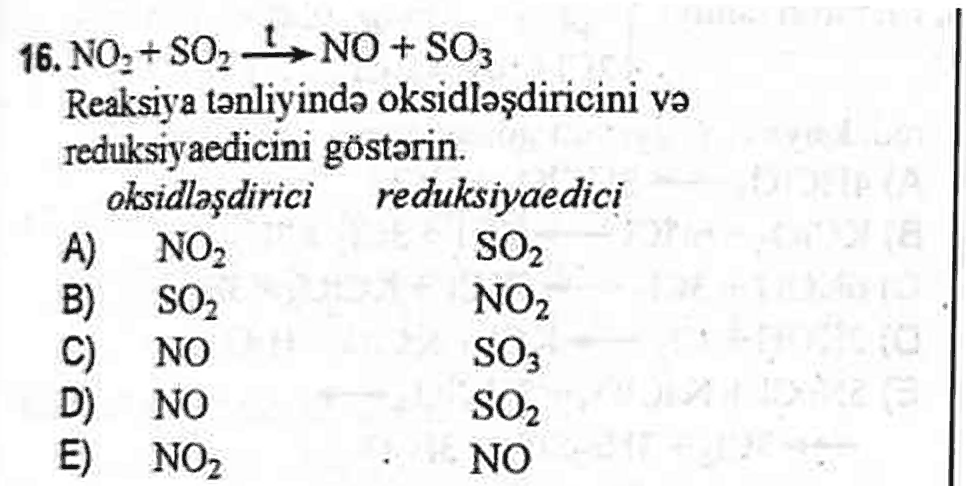 16. NO₂ + SO₂ —t→ NO + SO₃
Reaksiya tənliyində oksidləşdiricini və
reduksiyaedicini göstərin.
oksidləşdirici reduksiyaedici
A) NO₂ SO₂
B) SO₂ NO₂
C) NO SO₃
D) NO SO₂
E) NO₂ NO